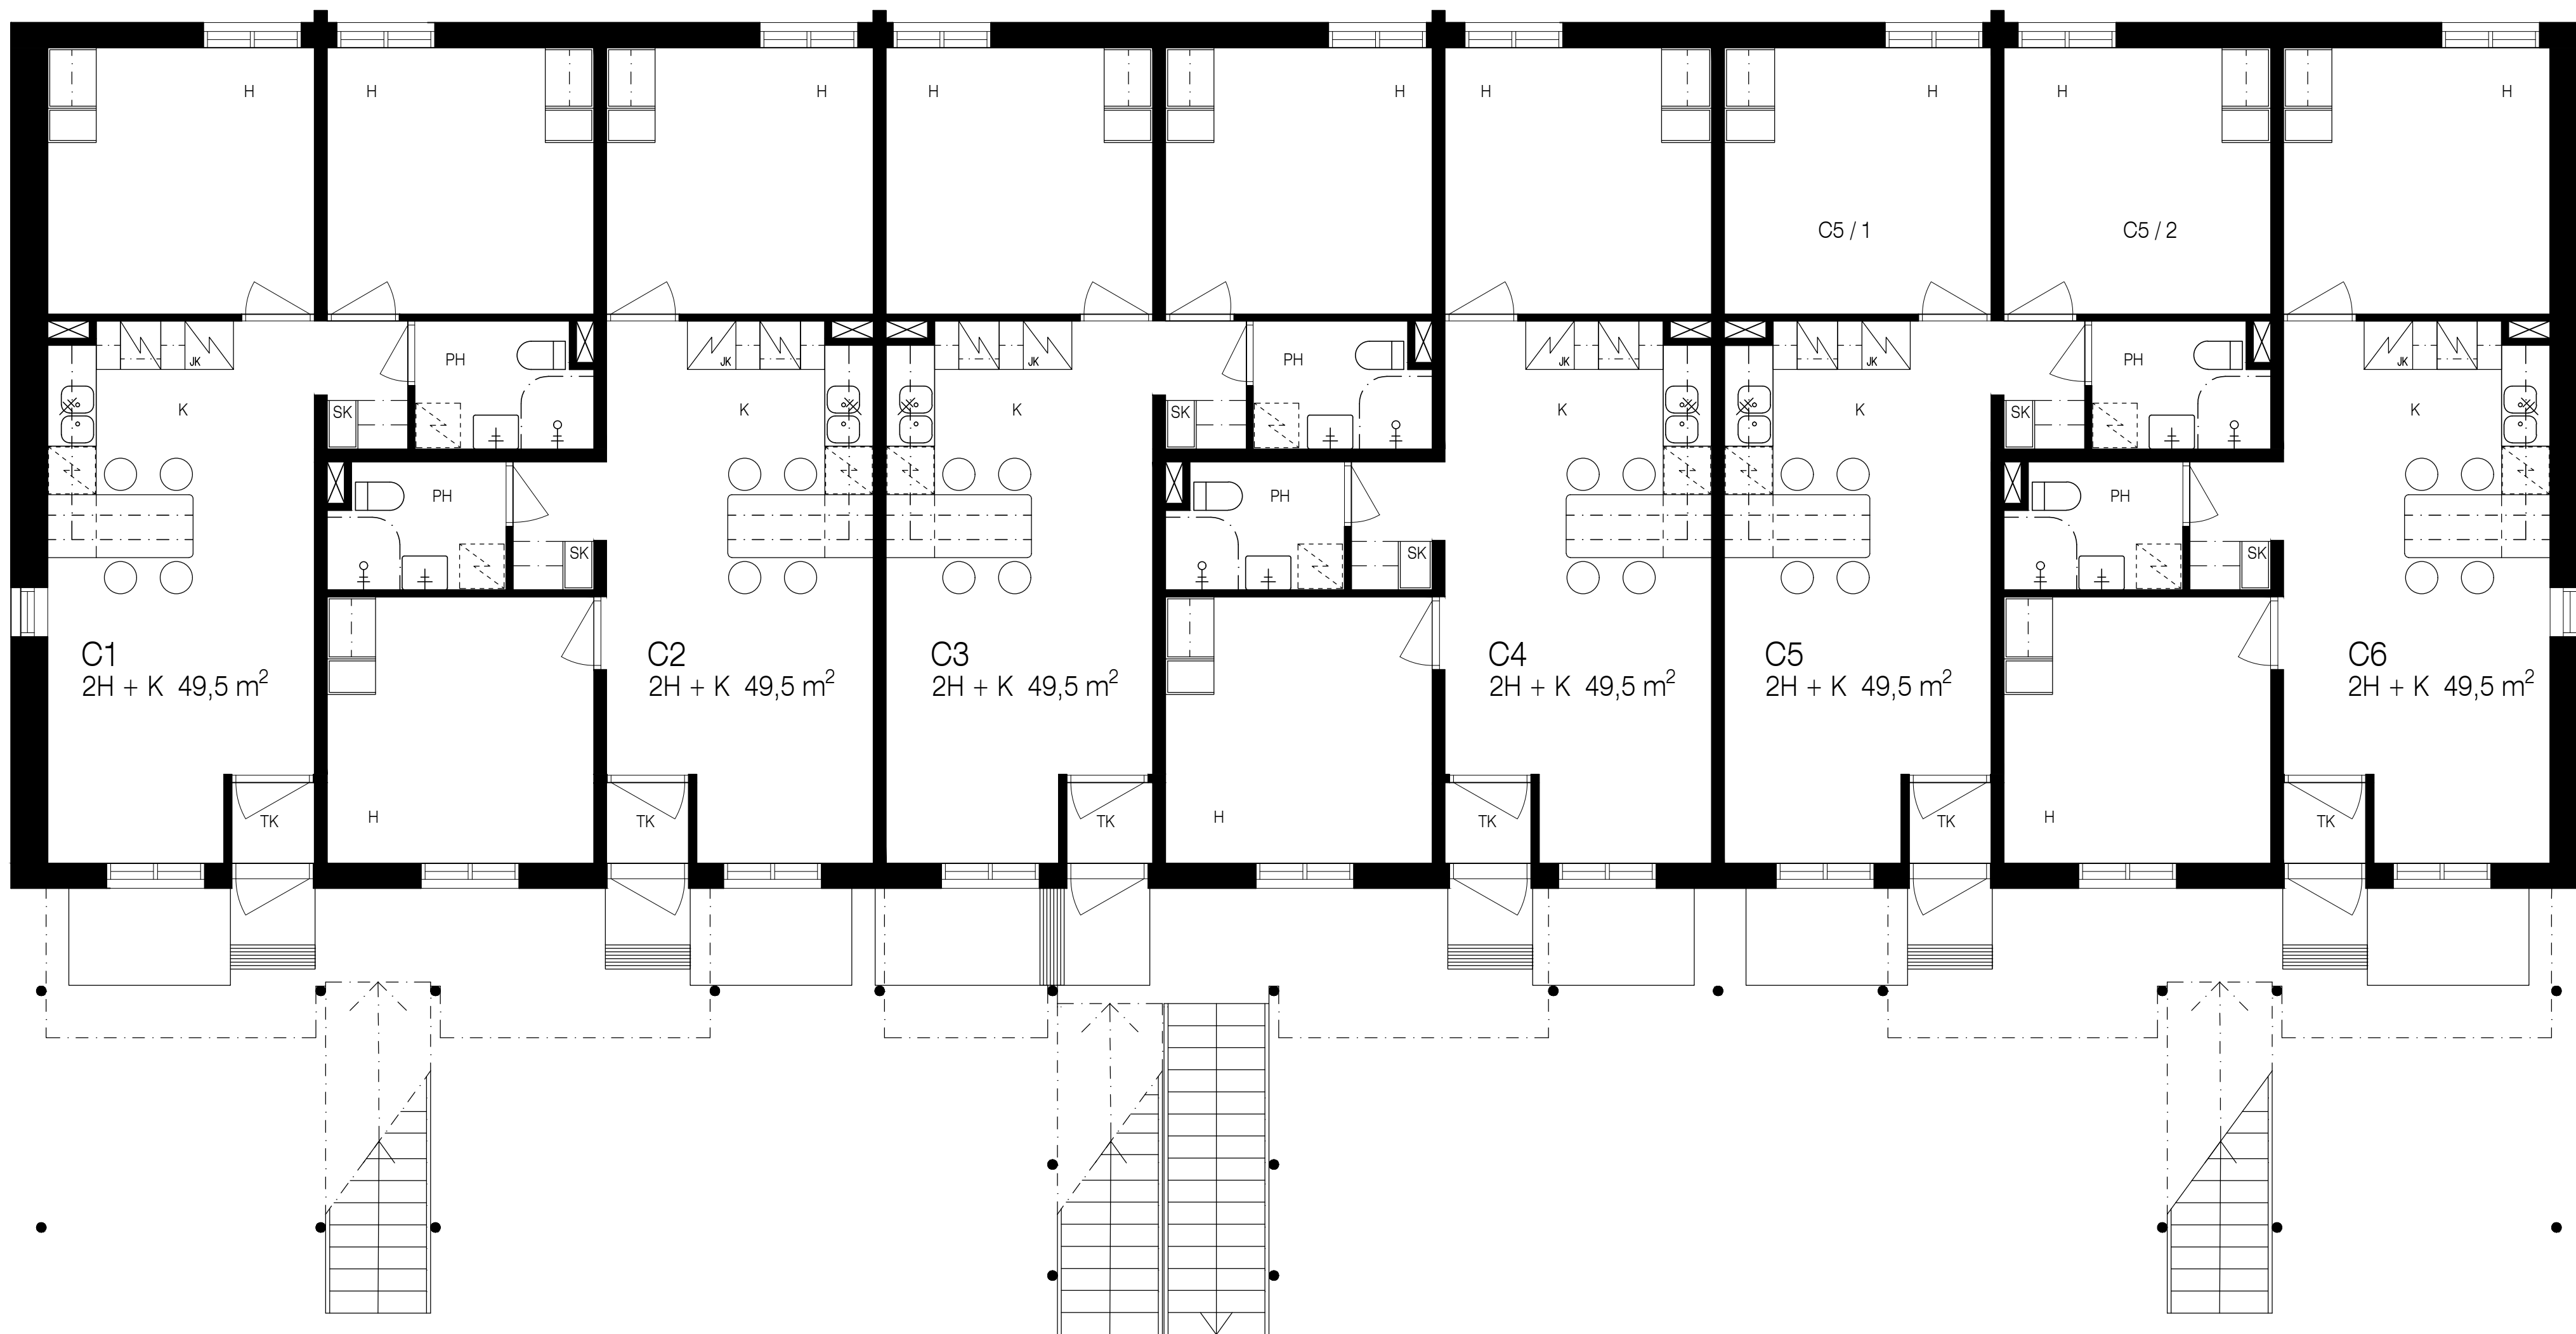 H H H H H H H H H
C5 / 1 C5 / 2
JK PH JK JK PH JK JK PH JK
K SK K K SK K K SK K
PH PH PH
SK SK SK
C1 C2 C3 C4 C5 C6
2H + K 49,5 m² 2H + K 49,5 m² 2H + K 49,5 m² 2H + K 49,5 m² 2H + K 49,5 m² 2H + K 49,5 m²
TK H TK TK H TK TK H TK